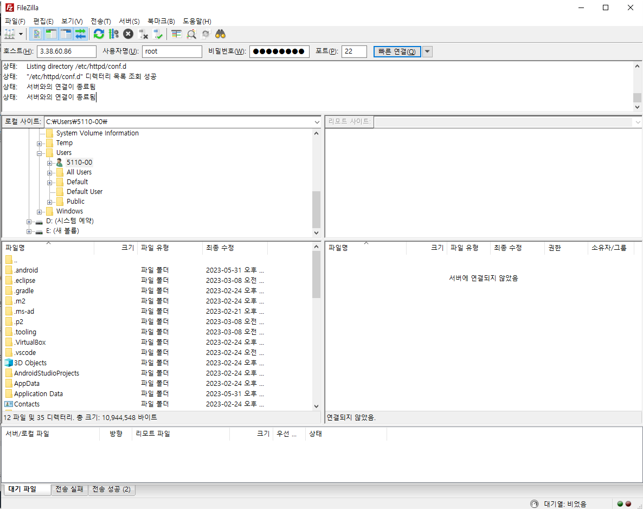 FileZilla
파일(F) 편집(E) 보기(V) 전송(T) 서버(S) 북마크(B) 도움말(H)
호스트(H): 3.38.60.86 사용자명(U): root 비밀번호(W): ●●●●●●●● 포트(P): 22 빠른 연결(Q)
상태: Listing directory /etc/httpd/conf.d
상태: "/etc/httpd/conf.d" 디렉터리 목록 조회 성공
상태: 서버와의 연결이 종료됨
상태: 서버와의 연결이 종료됨
로컬 사이트: C:₩Users₩5110-00₩
리모트 사이트:
System Volume Information
Temp
Users
5110-00
All Users
Default
Default User
Public
Windows
D: (시스템 예약)
E: (새 볼륨)
파일명 크기 파일 유형 최종 수정
..
.android 파일 폴더 2023-05-31 오후 ...
.eclipse 파일 폴더 2023-03-08 오전 ...
.gradle 파일 폴더 2023-02-24 오후 ...
.m2 파일 폴더 2023-02-24 오후 ...
.ms-ad 파일 폴더 2023-02-21 오후 ...
.p2 파일 폴더 2023-03-08 오전 ...
.tooling 파일 폴더 2023-03-08 오전 ...
.VirtualBox 파일 폴더 2023-02-24 오후 ...
.vscode 파일 폴더 2023-02-24 오후 ...
3D Objects 파일 폴더 2023-02-24 오후 ...
AndroidStudioProjects 파일 폴더 2023-02-24 오후 ...
AppData 파일 폴더 2023-02-24 오후 ...
Application Data 파일 폴더 2023-05-31 오후 ...
Contacts 파일 폴더 2023-02-24 오후 ...
12 파일 및 35 디렉터리. 총 크기: 10,944,548 바이트
파일명 크기 파일 유형 최종 수정 권한 소유자/그룹
서버에 연결되지 않았음
연결되지 않았음.
서버/로컬 파일 방향 리모트 파일 크기 우선 ... 상태
대기 파일 전송 실패 전송 성공 (2)
대기열: 비었음